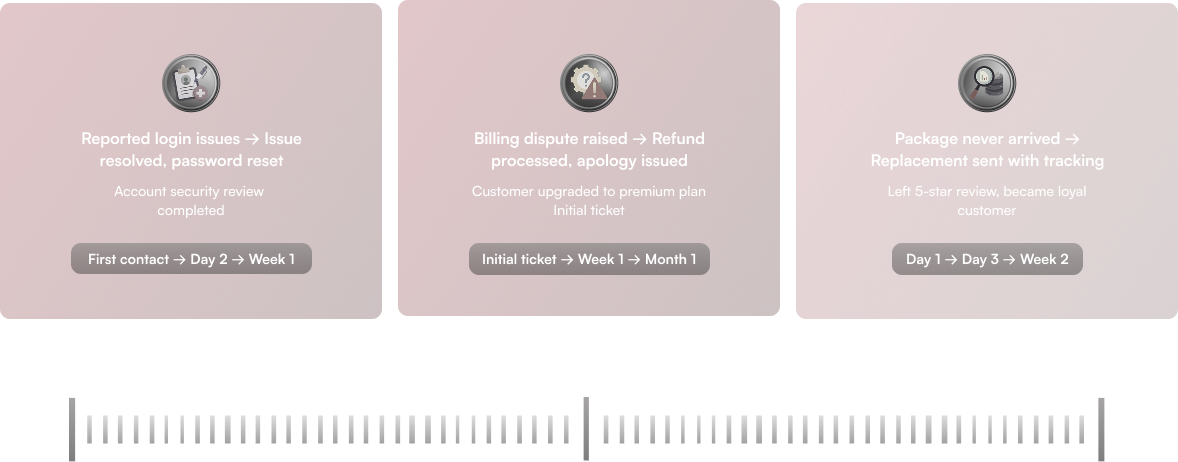 Reported login issues → Issue
resolved, password reset
Account security review
completed
First contact → Day 2 → Week 1
Billing dispute raised → Refund
processed, apology issued
Customer upgraded to premium plan
Initial ticket
Initial ticket → Week 1 → Month 1
Package never arrived →
Replacement sent with tracking
Left 5-star review, became loyal
customer
Day 1 → Day 3 → Week 2